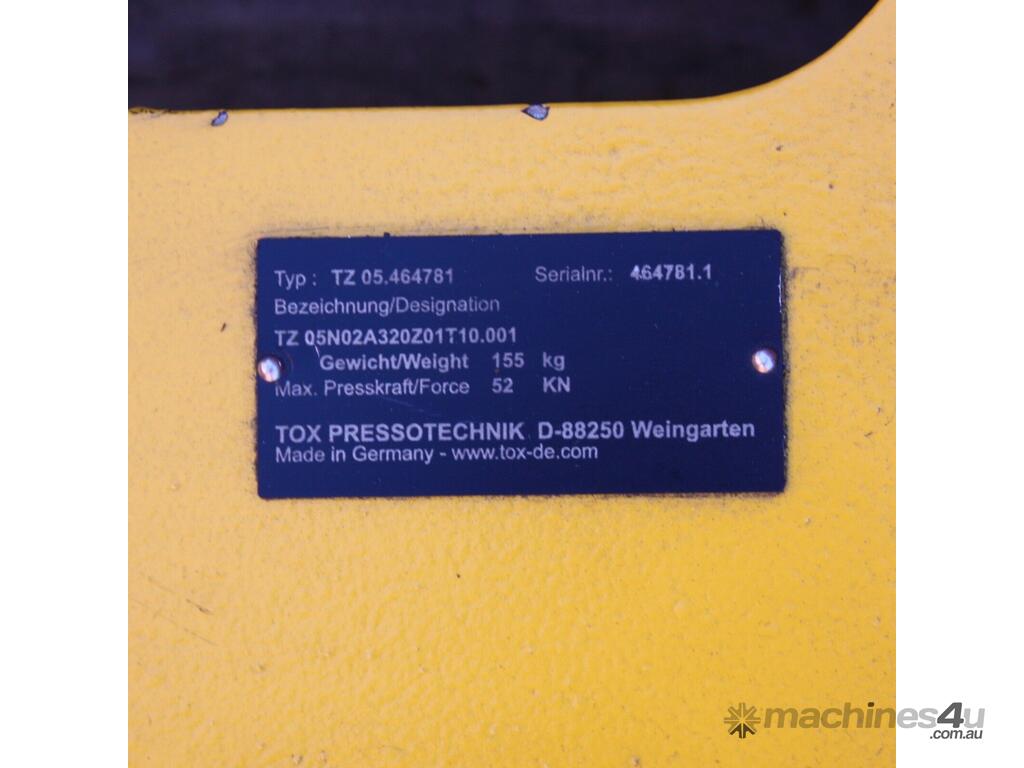 Typ : TZ 05.464781 Serialnr.: 464781.1
Bezeichnung/Designation
TZ 05N02A320Z01T10.001
Gewicht/Weight 155 kg
Max. Presskraft/Force 52 KN
TOX PRESSOTECHNIK D-88250 Weingarten
Made in Germany - www.tox-de.com
machines4u
.com.au